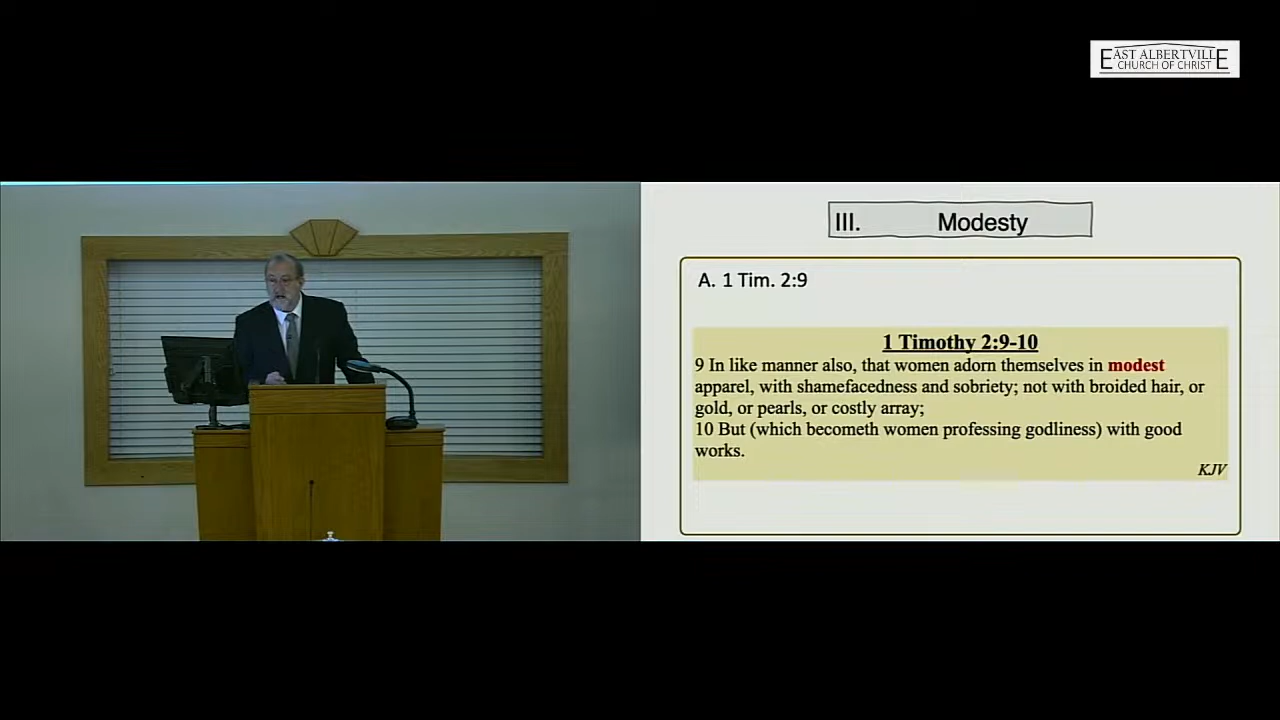 EAST ALBERTVILLE
CHURCH OF CHRIST
III. Modesty
A. 1 Tim. 2:9
1 Timothy 2:9-10
9 In like manner also, that women adorn themselves in modest
apparel, with shamefacedness and sobriety; not with broided hair, or
gold, or pearls, or costly array;
10 But (which becometh women professing godliness) with good
works.
KJV